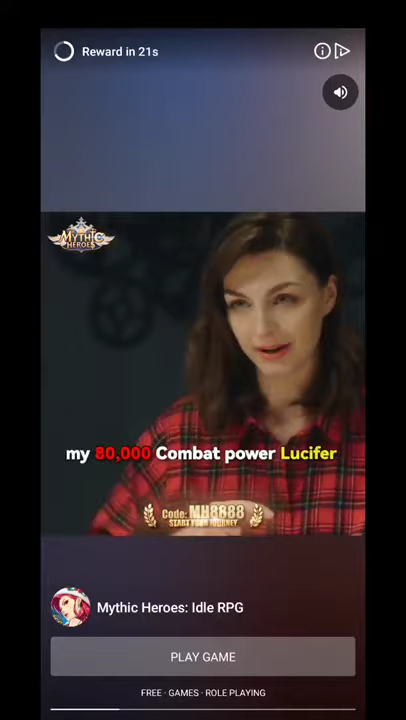 Reward in 21s
MYTHIC
HEROES
my 80,000 Combat power Lucifer
Code: MH8888
START YOUR JOURNEY
Mythic Heroes: Idle RPG
PLAY GAME
FREE · GAMES · ROLE PLAYING